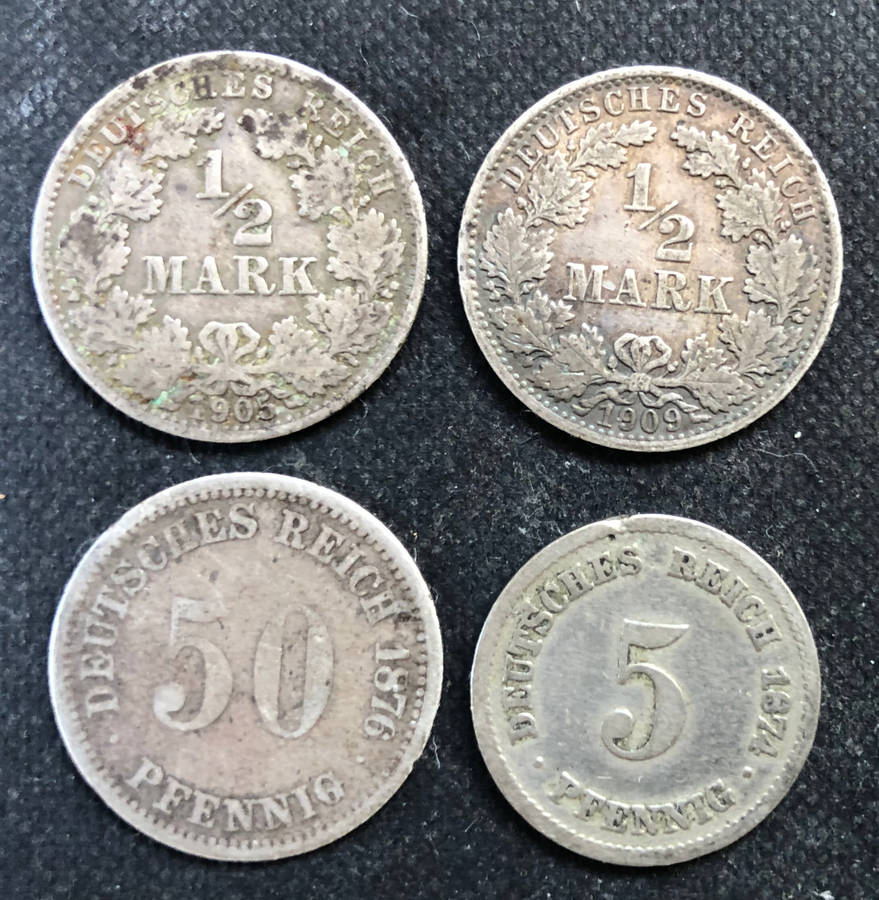 DEUTSCHES REICH
1/2
MARK
1905
DEUTSCHES REICH
1/2
MARK
1909
DEUTSCHES REICH 1876
50
PFENNIG
DEUTSCHES REICH 1874
5
PFENNIG